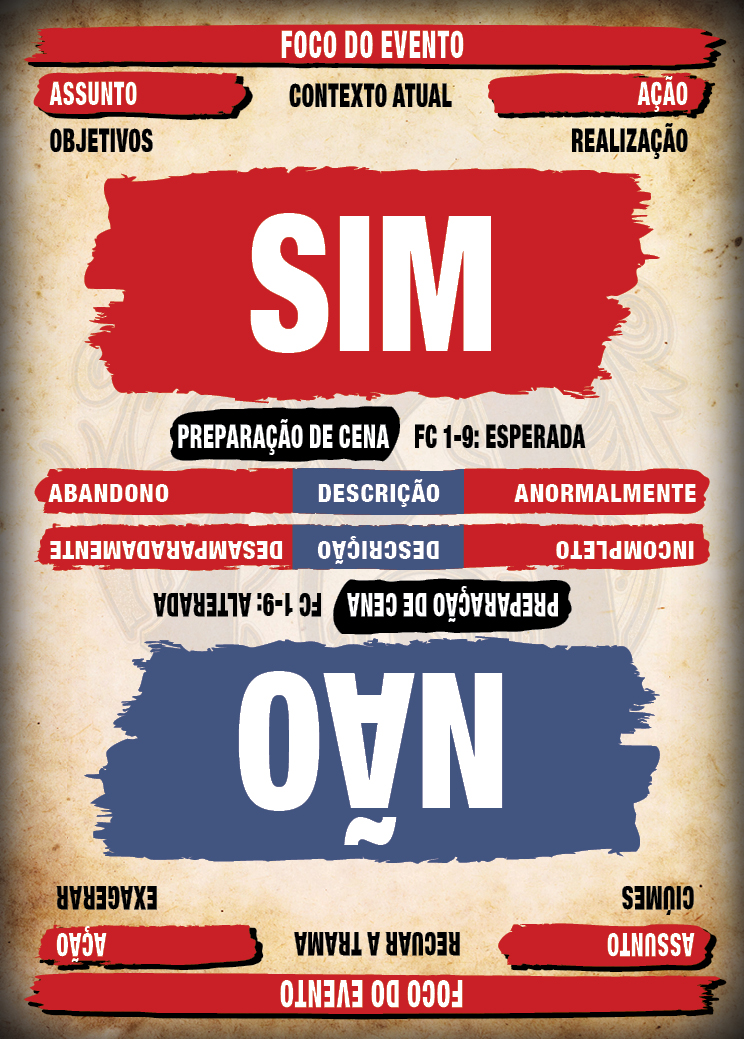 FOCO DO EVENTO
ASSUNTO CONTEXTO ATUAL AÇÃO
OBJETIVOS REALIZAÇÃO
SIM
PREPARAÇÃO DE CENA FC 1-9: ESPERADA
ABANDONO DESCRIÇÃO ANORMALMENTE
INCOMPLETO DESCRIÇÃO DESAMPARADAMENTE
PREPARAÇÃO DE CENA FC 1-9: ALTERADA
NÃO
CIÚMES EXAGERAR
ASSUNTO RECUAR A TRAMA AÇÃO
FOCO DO EVENTO